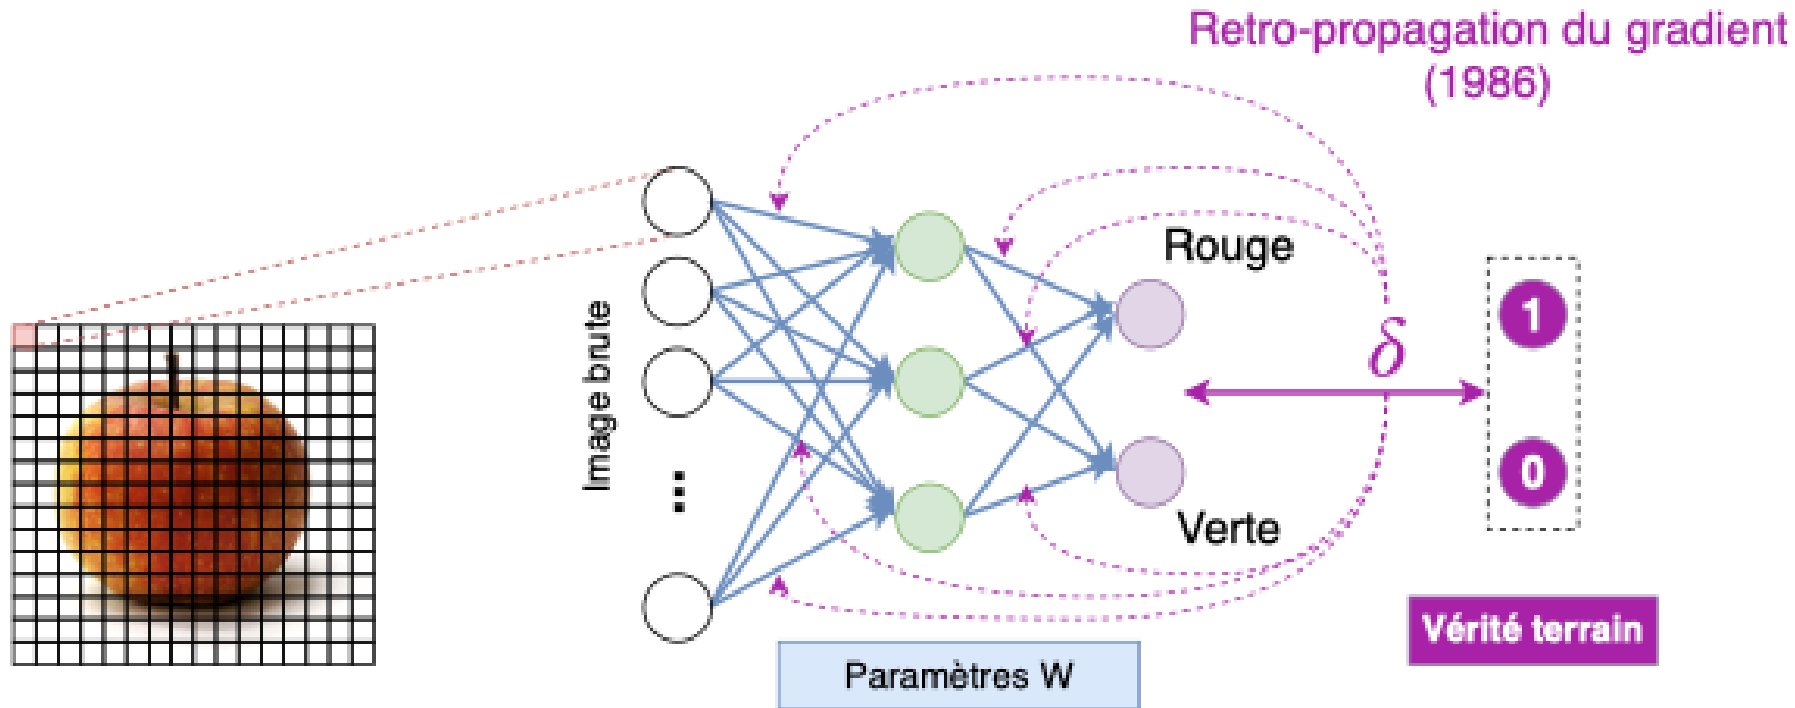 Retro-propagation du gradient
(1986)
Rouge
1
Image brute
δ
...
0
Verte
Vérité terrain
Paramètres W